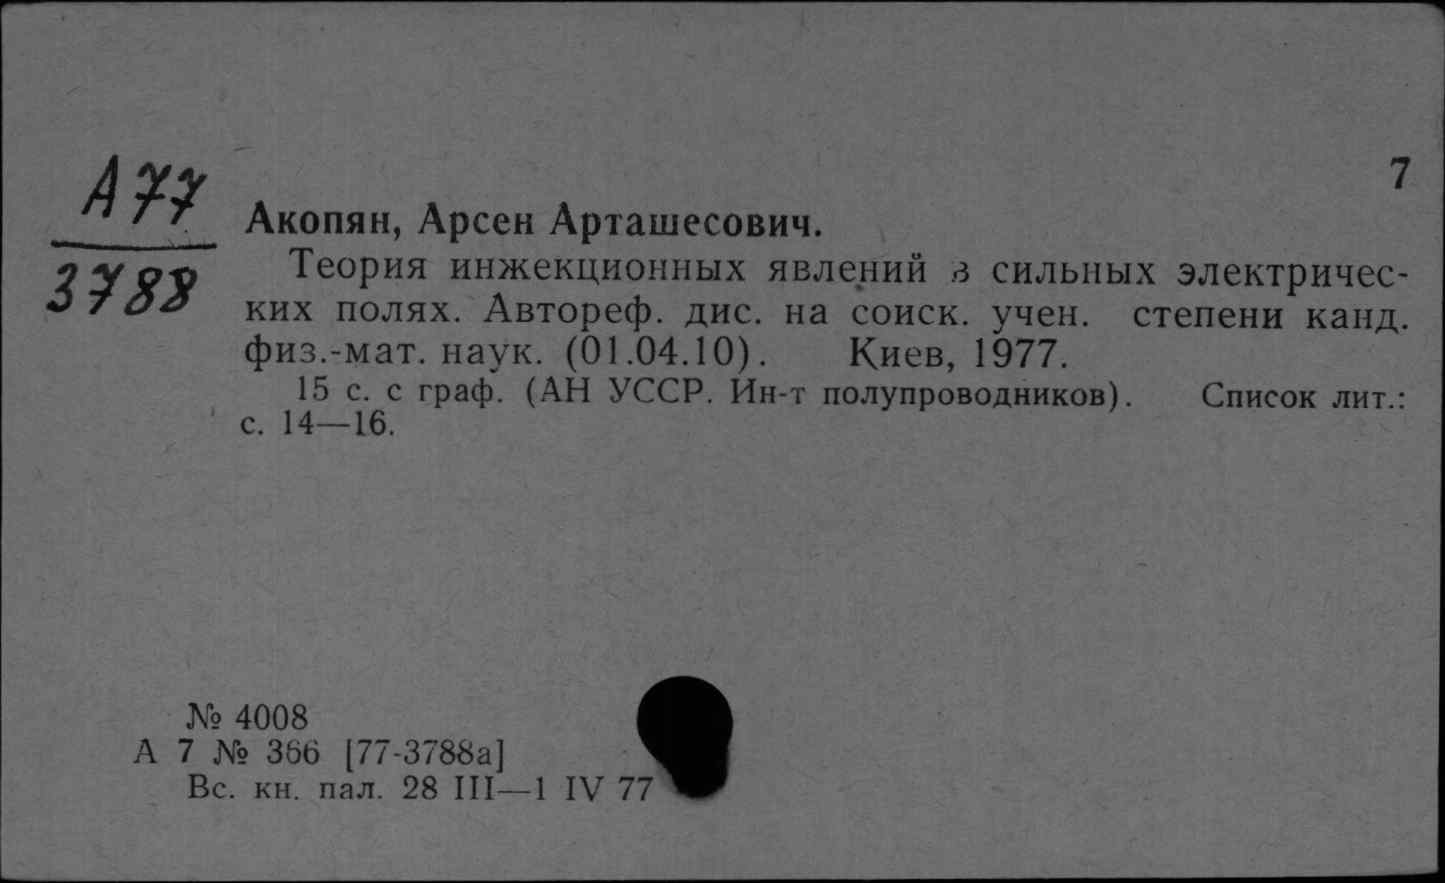 7
А77
3788
Акопян, Арсен Арташесович.
Теория инжекционных явлений в сильных электричес-
ких полях. Автореф. дис. на соиск. учен. степени канд.
физ.-мат. наук. (01.04.10). Киев, 1977.
15 с. с граф. (АН УССР. Ин-т полупроводников). Список лит.:
с. 14—16.
№ 4008
А 7 № 366 [77-3788а]
Вс. кн. пал. 28 III—1 IV 77